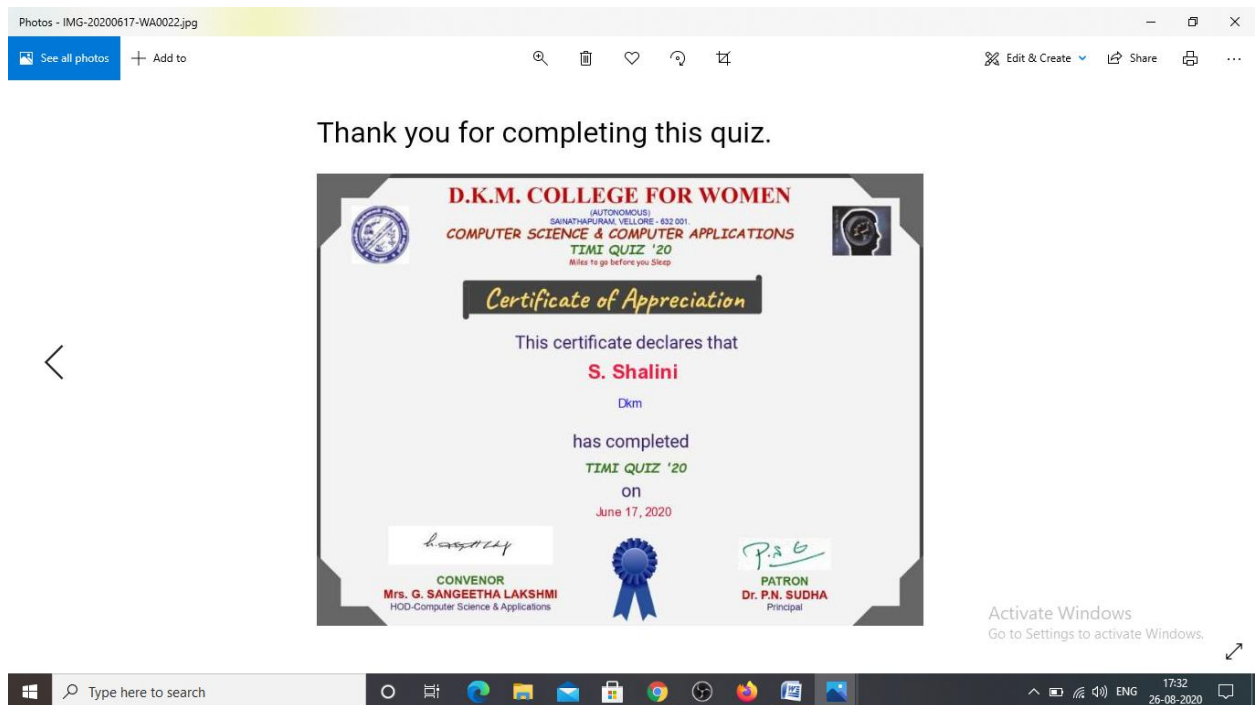 Photos - IMG-20200617-WA0022.jpg
See all photos
Add to
Edit & Create
Share
Thank you for completing this quiz.
D.K.M. COLLEGE FOR WOMEN
(AUTONOMOUS)
SAINATHAPURAM, VELLORE - 632 001.
COMPUTER SCIENCE & COMPUTER APPLICATIONS
TIMI QUIZ '20
Miles to go before you Sleep
Certificate of Appreciation
This certificate declares that
S. Shalini
Dkm
has completed
TIMI QUIZ '20
on
June 17, 2020
P.S G
CONVENOR
Mrs. G. SANGEETHA LAKSHMI
HOD-Computer Science & Applications
PATRON
Dr. P.N. SUDHA
Principal
Activate Windows
Go to Settings to activate Windows.
Type here to search
ENG
17:32
26-08-2020